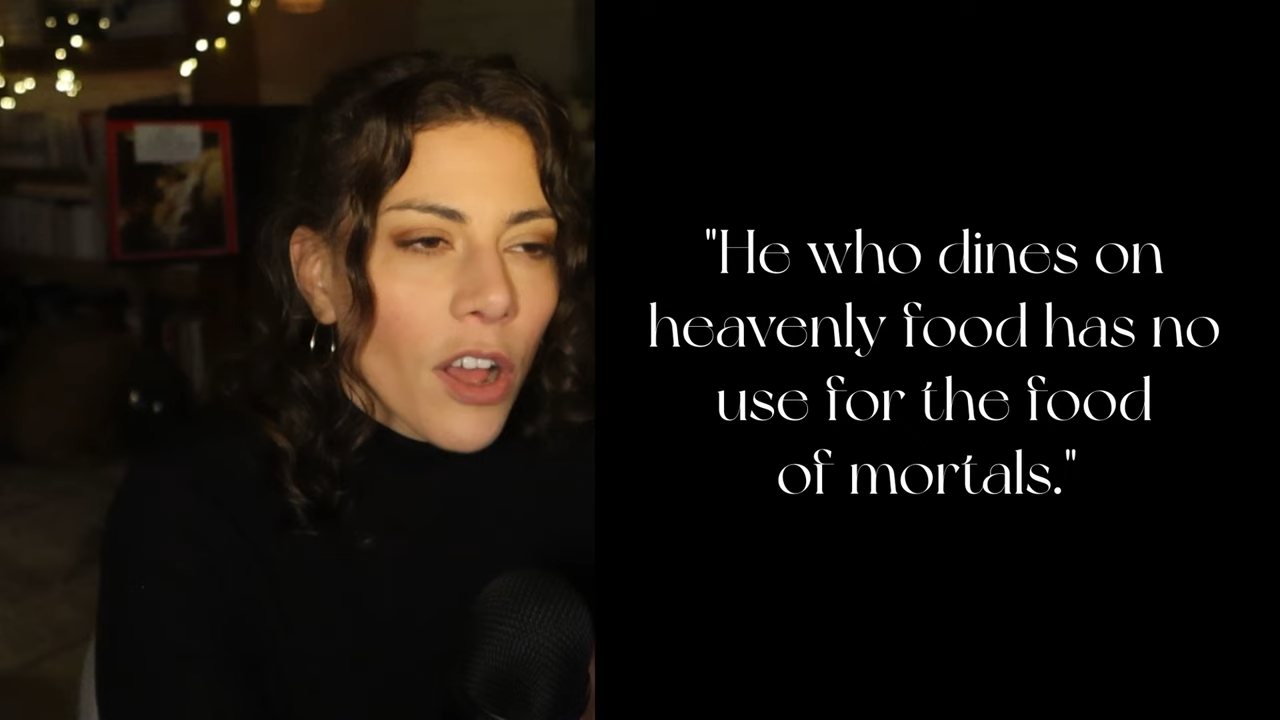 "He who dines on
heavenly food has no
use for the food
of mortals."